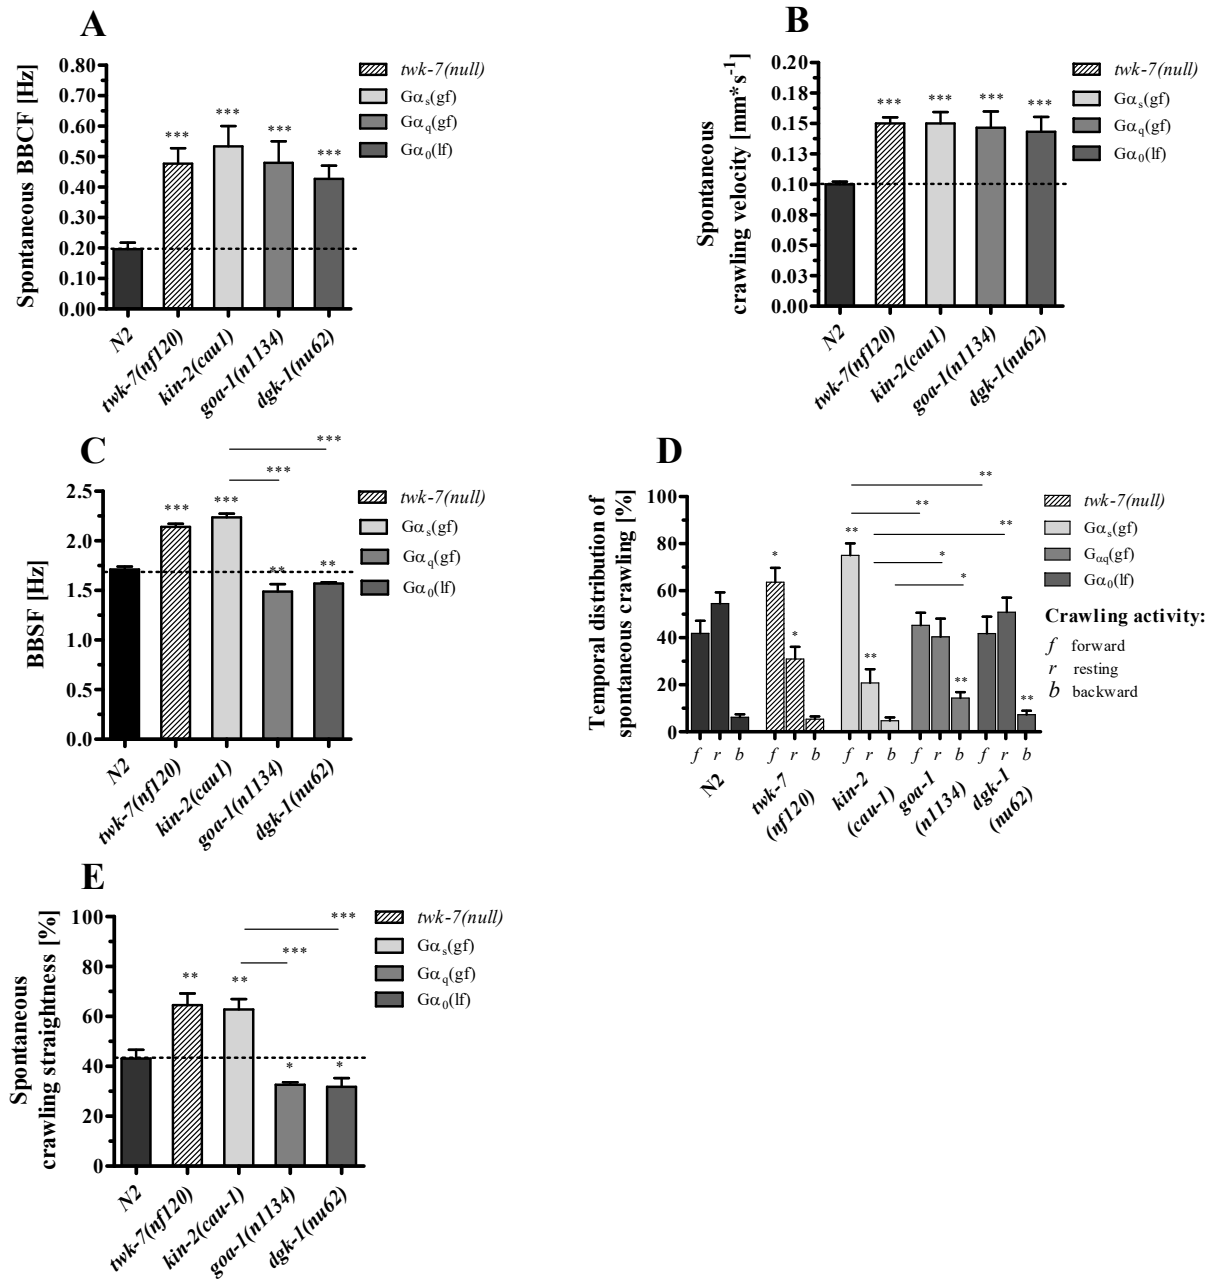 A
Spontaneous BBCF [Hz]
0.80
0.70
0.60
0.50
0.40
0.30
0.20
0.10
0.00
***
***
***
***
N2
twk-7(nf120)
kin-2(cau1)
goa-1(n1134)
dgk-1(nu62)
twk-7(null)
Gαs(gf)
Gαq(gf)
Gα0(lf)
B
Spontaneous
crawling velocity [mm*s-1]
0.20
0.18
0.15
0.13
0.10
0.08
0.05
0.03
0.00
***
***
***
***
N2
twk-7(nf120)
kin-2(cau1)
goa-1(n1134)
dgk-1(nu62)
twk-7(null)
Gαs(gf)
Gαq(gf)
Gα0(lf)
C
BBSF [Hz]
2.5
2.0
1.5
1.0
0.5
0.0
***
***
***
***
**
**
N2
twk-7(nf120)
kin-2(cau1)
goa-1(n1134)
dgk-1(nu62)
twk-7(null)
Gαs(gf)
Gαq(gf)
Gα0(lf)
D
Temporal distribution of
spontaneous crawling [%]
100
80
60
40
20
0
**
**
**
**
*
*
*
*
**
**
**
f r b f r b f r b f r b f r b
N2
twk-7
(nf120)
kin-2
(cau-1)
goa-1
(n1134)
dgk-1
(nu62)
twk-7(null)
Gαs(gf)
Gαq(gf)
Gα0(lf)
Crawling activity:
f forward
r resting
b backward
E
Spontaneous
crawling straightness [%]
100
80
60
40
20
0
***
***
**
**
*
*
N2
twk-7(nf120)
kin-2(cau-1)
goa-1(n1134)
dgk-1(nu62)
twk-7(null)
Gαs(gf)
Gαq(gf)
Gα0(lf)